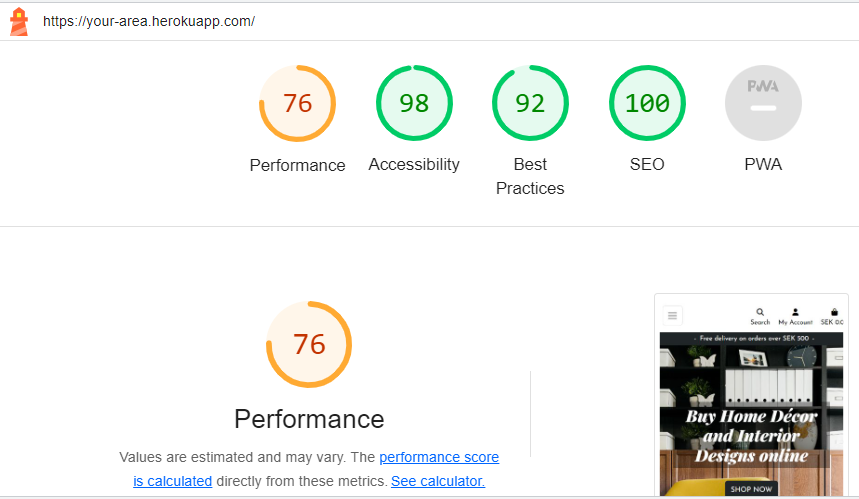 https://your-area.herokuapp.com/
76
98
92
100
PWA
Performance
Accessibility
Best
Practices
SEO
PWA
76
Performance
Values are estimated and may vary. The performance score
is calculated directly from these metrics. See calculator.
Search My Account SEK 0.0
- Free delivery on orders over SEK 500 -
Buy Home Décor
and Interior
Designs online
SHOP NOW